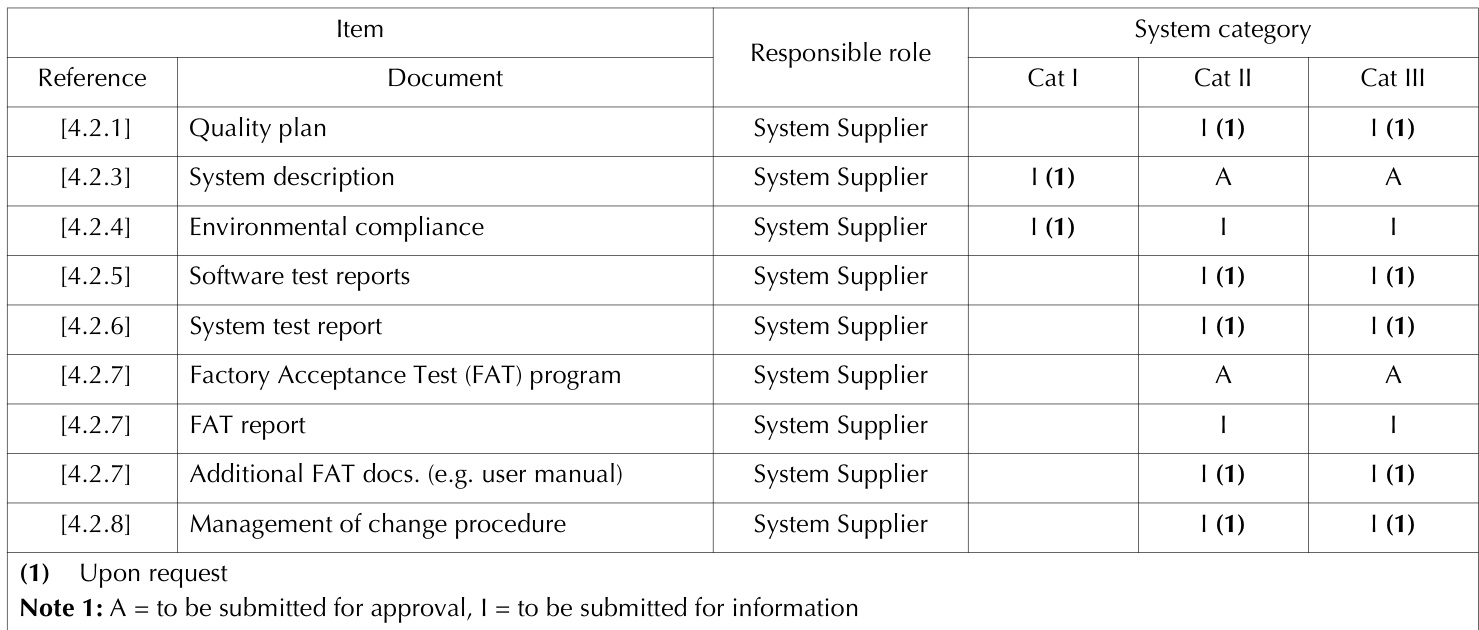 Item Responsible role System category
Reference Document Cat I Cat II Cat III
[4.2.1] Quality plan System Supplier I (1) I (1)
[4.2.3] System description System Supplier I (1) A A
[4.2.4] Environmental compliance System Supplier I (1) I I
[4.2.5] Software test reports System Supplier I (1) I (1)
[4.2.6] System test report System Supplier I (1) I (1)
[4.2.7] Factory Acceptance Test (FAT) program System Supplier A A
[4.2.7] FAT report System Supplier I I
[4.2.7] Additional FAT docs. (e.g. user manual) System Supplier I (1) I (1)
[4.2.8] Management of change procedure System Supplier I (1) I (1)
(1) Upon request
Note 1: A = to be submitted for approval, I = to be submitted for information